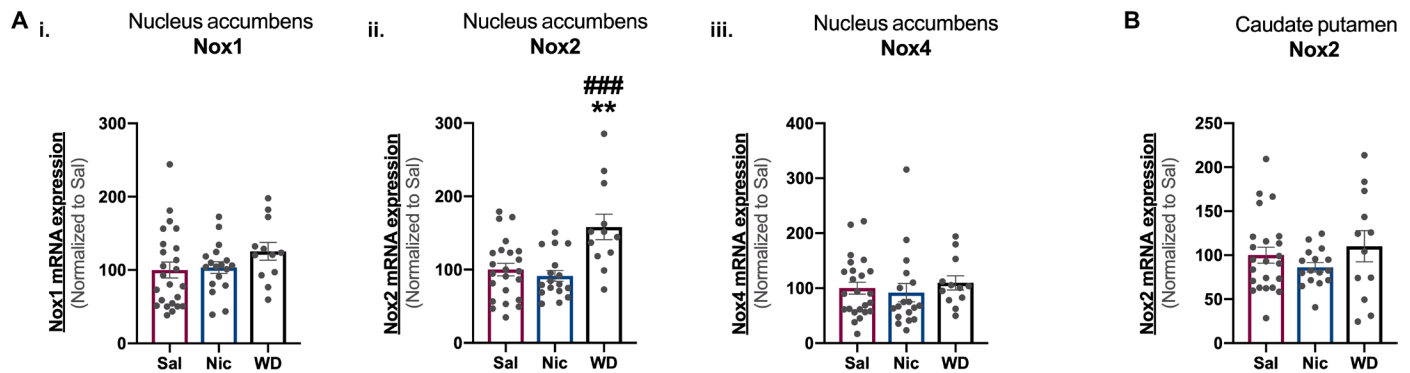 A
i.
Nucleus accumbens
Nox1
Nox1 mRNA expression
(Normalized to Sal)
300
200
100
0
Sal Nic WD
ii.
Nucleus accumbens
Nox2
###
**
Nox2 mRNA expression
(Normalized to Sal)
300
200
100
0
Sal Nic WD
iii.
Nucleus accumbens
Nox4
Nox4 mRNA expression
(Normalized to Sal)
400
300
200
100
0
Sal Nic WD
B
Caudate putamen
Nox2
Nox2 mRNA expression
(Normalized to Sal)
250
200
150
100
50
0
Sal Nic WD